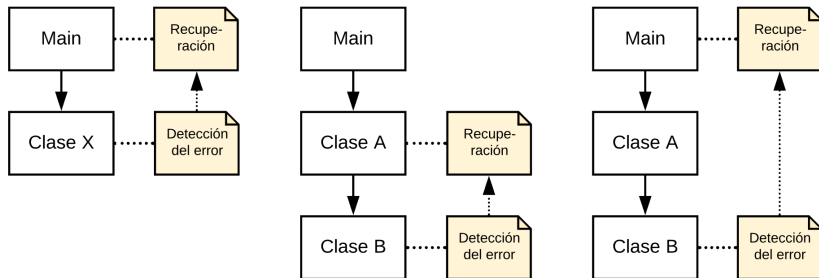 Main
Recupe-
ración
Clase X
Detección
del error
Main
Clase A
Recupe-
ración
Clase B
Detección
del error
Main
Recupe-
ración
Clase A
Clase B
Detección
del error